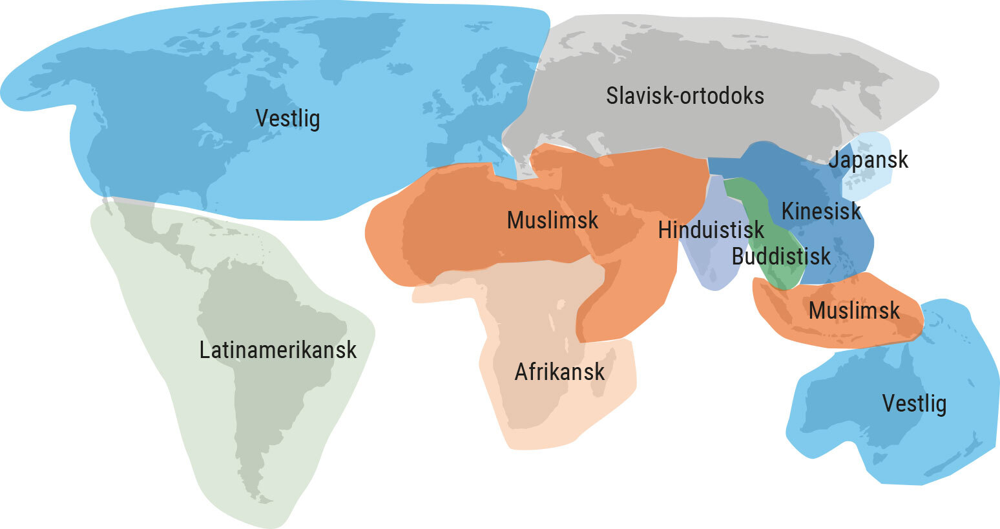 Slavisk-ortodoks
Vestlig
Japansk
Kinesisk
Muslimsk
Hinduistisk
Buddistisk
Muslimsk
Latinamerikansk
Afrikansk
Vestlig